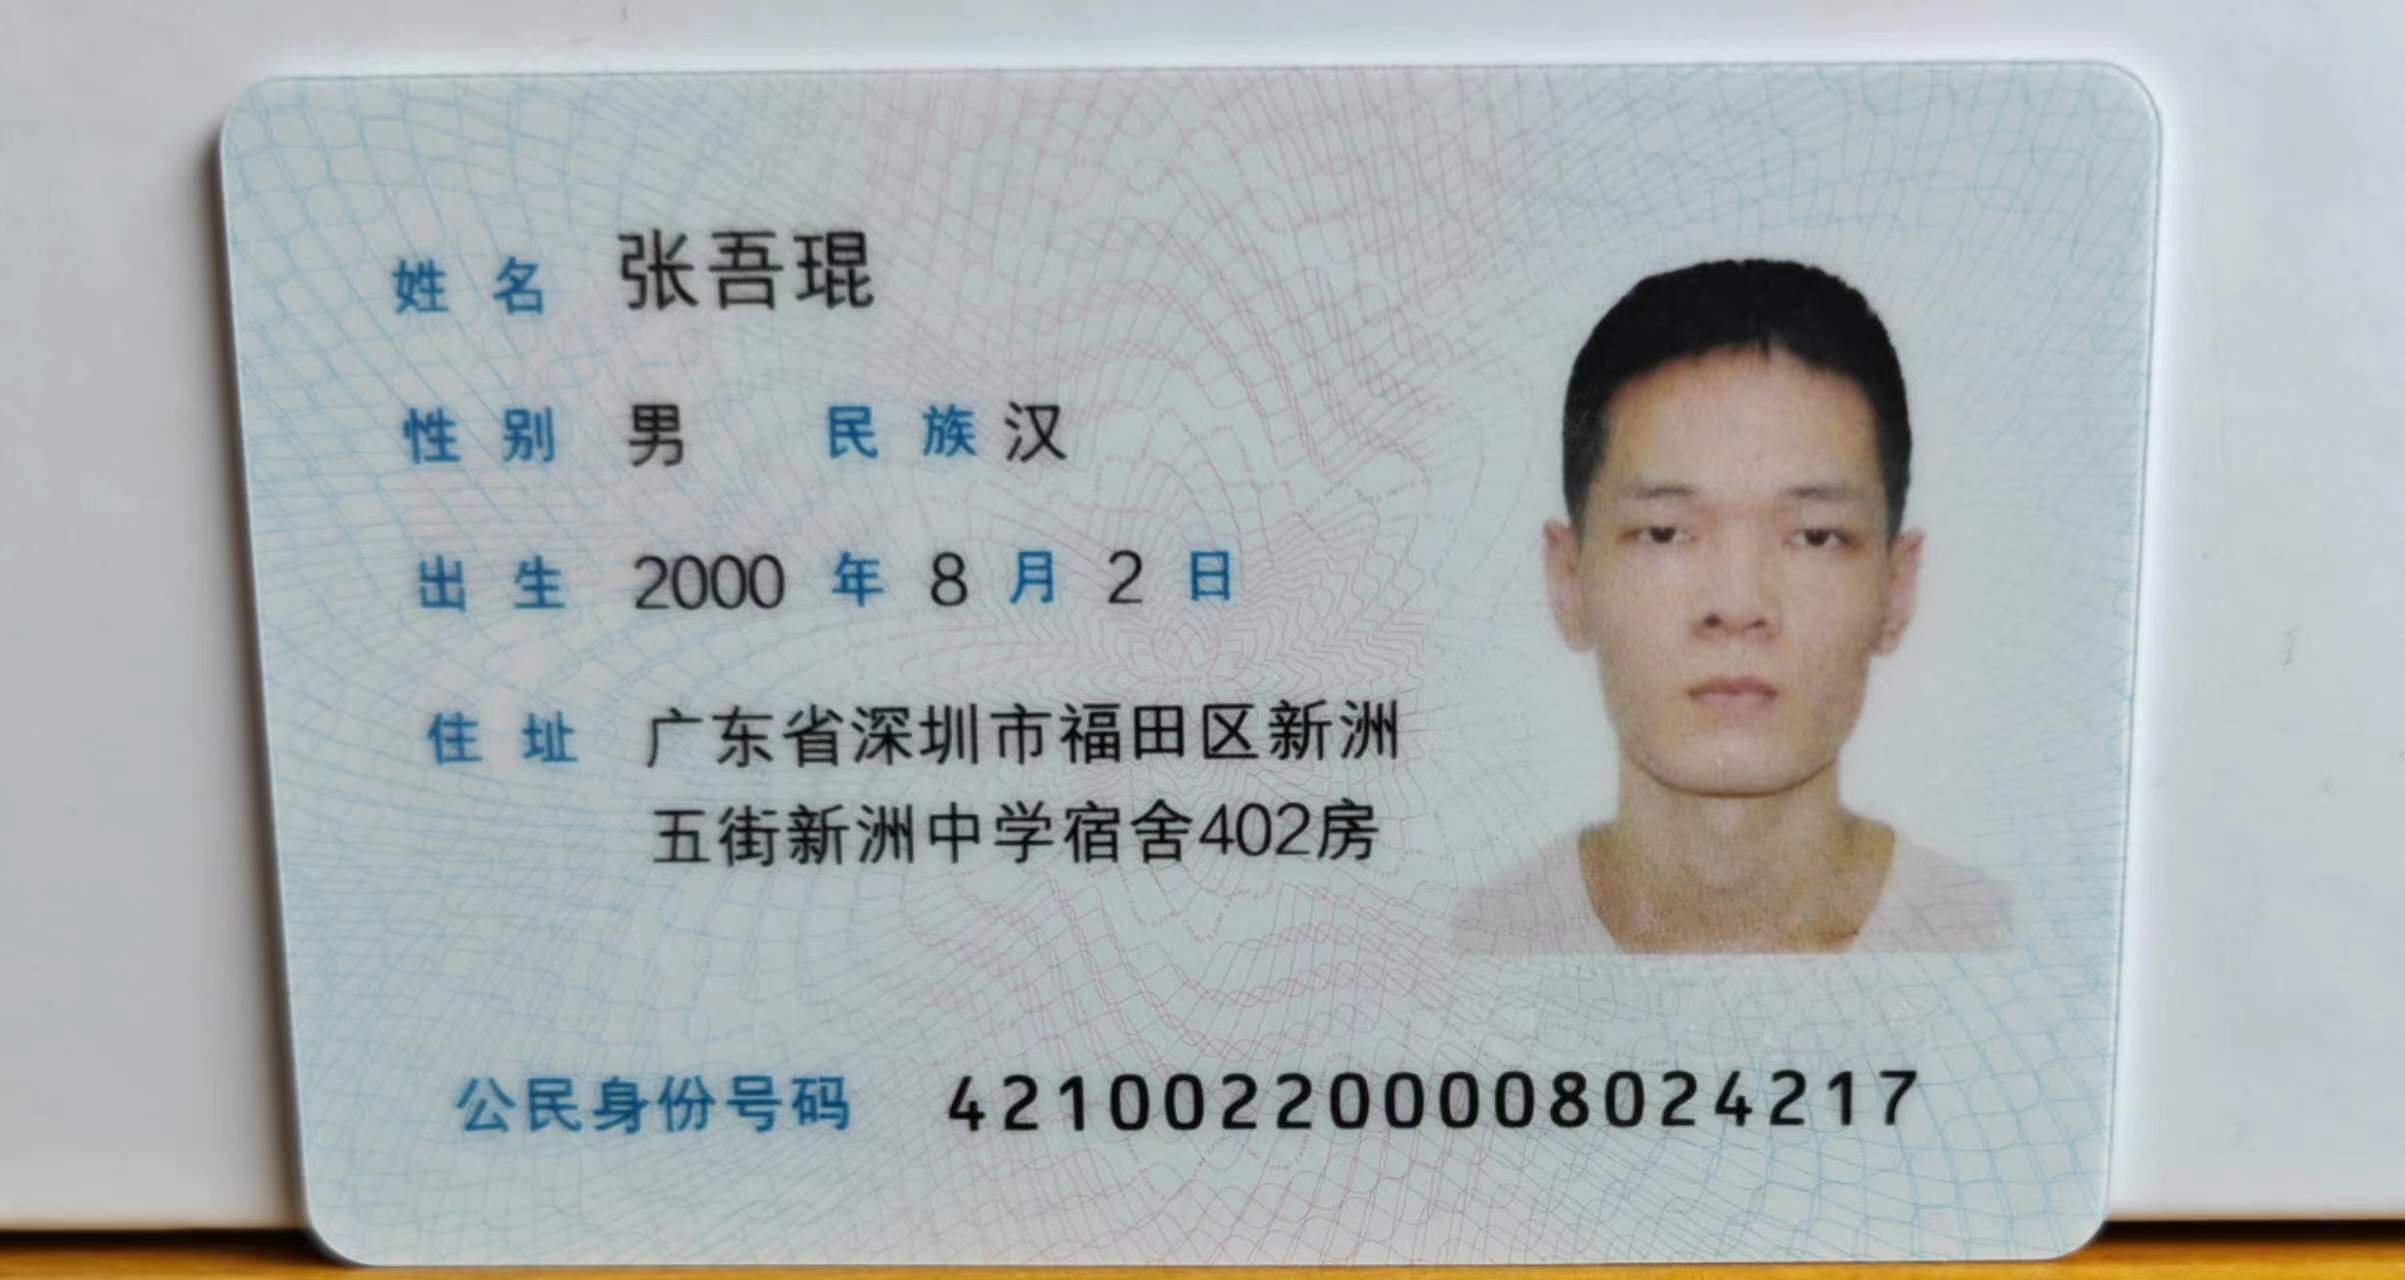 姓名 张吾琨
性别 男 民族 汉
出生 2000 年 8 月 2 日
住址 广东省深圳市福田区新洲
五街新洲中学宿舍402房
公民身份号码 421002200008024217